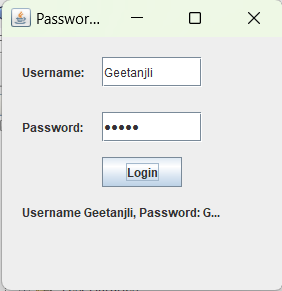 Passwor...
Username: Geetanjli
Password: •••••
Login
Username Geetanjli, Password: G...